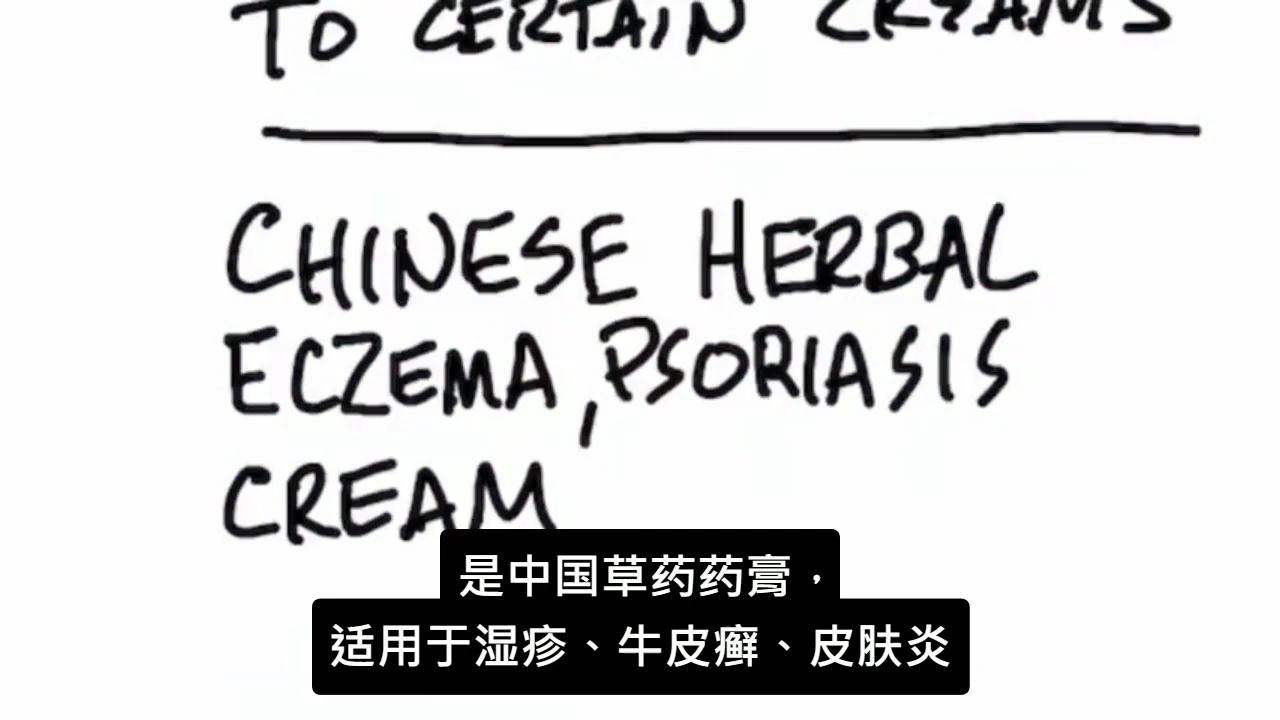 TO CERTAIN CREAMS
CHINESE HERBAL
ECZEMA, PSORIASIS
CREAM
是中国草药药膏，
适用于湿疹、牛皮癣、皮肤炎